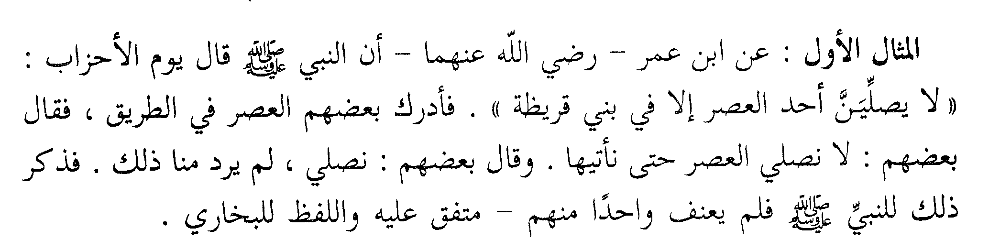 المثال الأول : عن ابن عمر – رضي اللّه عنهما – أن النبي ﷺ قال يوم الأحزاب :
« لا يصلِّيَنَّ أحد العصر إلا في بني قريظة » . فأدرك بعضهم العصر في الطريق ، فقال
بعضهم : لا نصلي العصر حتى نأتيها . وقال بعضهم : نصلي ، لم يرد منا ذلك . فذكر
ذلك للنبيِّ ﷺ فلم يعنف واحدًا منهم – متفق عليه واللفظ للبخاري .